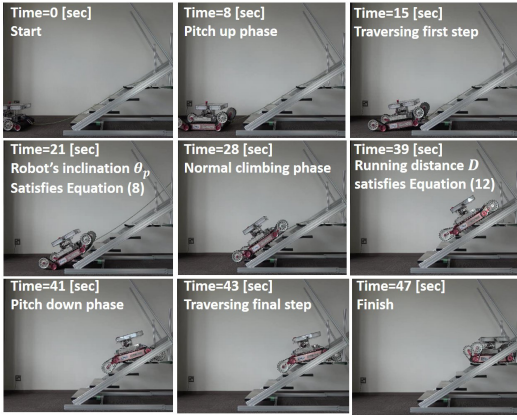 Time=0 [sec]
Start
Time=8 [sec]
Pitch up phase
Time=15 [sec]
Traversing first step
Time=21 [sec]
Robot's inclination θp
Satisfies Equation (8)
Time=28 [sec]
Normal climbing phase
Time=39 [sec]
Running distance D
satisfies Equation (12)
Time=41 [sec]
Pitch down phase
Time=43 [sec]
Traversing final step
Time=47 [sec]
Finish